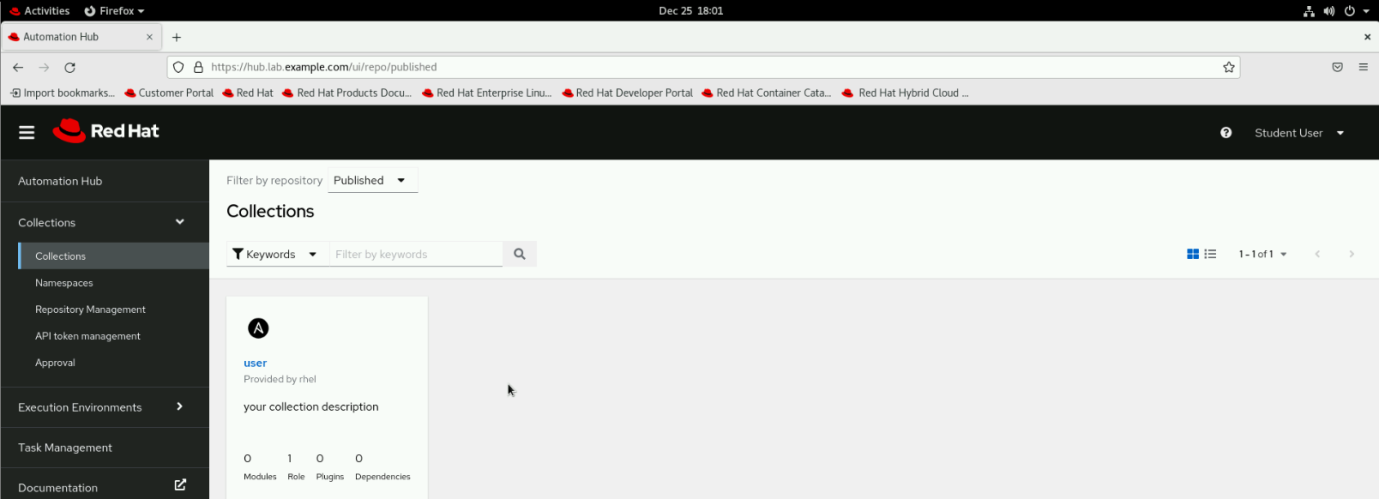 Activities Firefox Dec 25 18:01
Automation Hub
https://hub.lab.example.com/ui/repo/published
Import bookmarks... Customer Portal Red Hat Red Hat Products Docu... Red Hat Enterprise Linu... Red Hat Developer Portal Red Hat Container Cata... Red Hat Hybrid Cloud ...
Red Hat Student User
Automation Hub
Collections
Collections
Namespaces
Repository Management
API token management
Approval
Execution Environments
Task Management
Documentation
Filter by repository Published
Collections
Keywords Filter by keywords 1 - 1 of 1
A
user
Provided by rhel
your collection description
0 1 0 0
Modules Role Plugins Dependencies